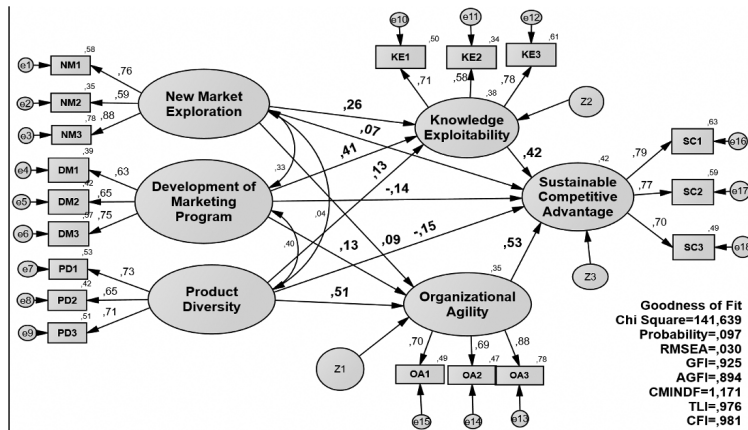 e10
e11
e12
,50
,34
,61
KE1
KE2
KE3
,71
,58
,78
e1
NM1
,58
,76
e2
NM2
,35
,59
e3
NM3
,78
,88
New Market
Exploration
,26
,07
,38
Knowledge
Exploitability
Z2
e4
DM1
,39
,63
e5
DM2
,42
,65
e6
DM3
,57
,75
Development of
Marketing
Program
,33
,41
,13
-,14
,04
,40
,42
,42
Sustainable
Competitive
Advantage
,79
SC1
,63
e16
,77
SC2
,59
e17
,70
SC3
,49
e18
e7
PD1
,53
,73
e8
PD2
,42
,65
e9
PD3
,51
,71
Product
Diversity
,13
,09
-,15
,51
,53
,35
Organizational
Agility
Z3
Z1
,70
,69
,88
OA1
,49
OA2
,47
OA3
,78
e15
e14
e13
Goodness of Fit
Chi Square=141,639
Probability=,097
RMSEA=,030
GFI=,925
AGFI=,894
CMINDF=1,171
TLI=,976
CFI=,981